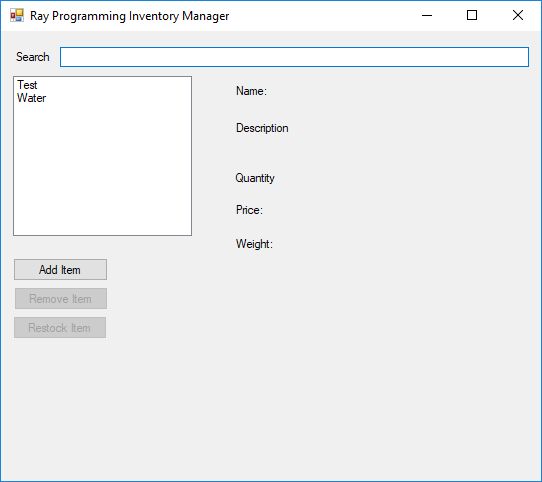 Ray Programming Inventory Manager
Search
Test
Water
Name:
Description
Quantity
Price:
Weight:
Add Item
Remove Item
Restock Item